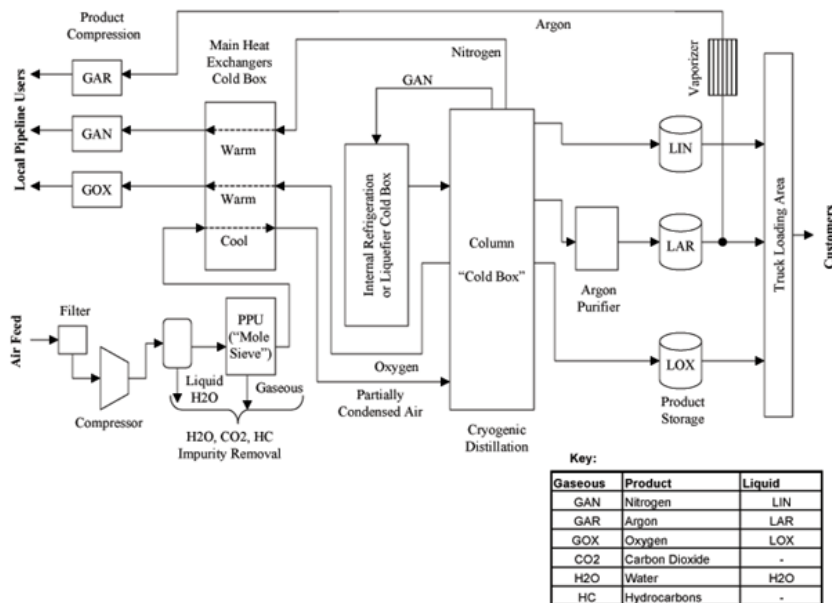 Product
Compression
Main Heat
Exchangers
Cold Box
Argon
Nitrogen
Vaporizer
Local Pipeline Users
GAR
GAN
GAN
GOX
Warm
Warm
Cool
Internal Refrigeration
or Liquefier Cold Box
Column
“Cold Box”
LIN
LAR
LOX
Argon
Purifier
Truck Loading Area
Customers
Air Feed
Filter
Compressor
PPU
(“Mole
Sieve”)
Liquid
H2O
Gaseous
H2O, CO2, HC
Impurity Removal
Oxygen
Partially
Condensed Air
Cryogenic
Distillation
Product
Storage
Key:
Gaseous Product Liquid
GAN Nitrogen LIN
GAR Argon LAR
GOX Oxygen LOX
CO2 Carbon Dioxide -
H2O Water H2O
HC Hydrocarbons -